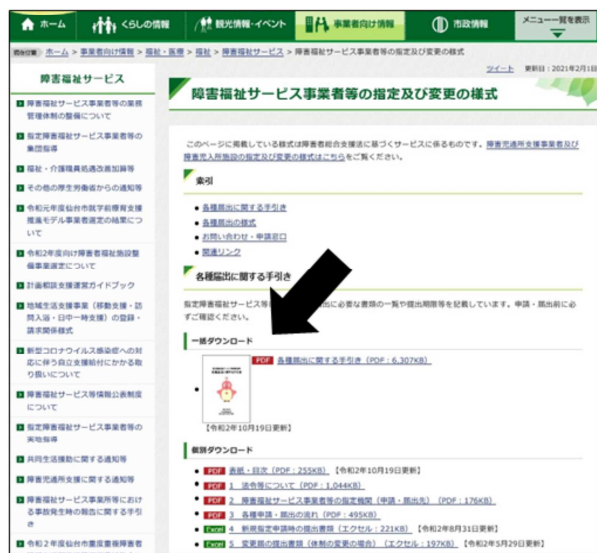 ホーム
くらしの情報
観光情報・イベント
事業者向け情報
市政情報
メニュー一覧を表示
現在位置 ホーム > 事業者向け情報 > 福祉・医療 > 福祉 > 障害福祉サービス > 障害福祉サービス事業者等の指定及び変更の様式
ツイート 更新日:2021年2月1日
障害福祉サービス
障害福祉サービス事業者等の業務
管理体制の整備について
指定障害福祉サービス事業者等の
集団指導
福祉・介護職員処遇改善加算等
その他の厚生労働省からの通知等
令和元年度仙台市就学前療育支援
推進モデル事業者選定の結果につ
いて
令和2年度向け障害者福祉施設整
備事業選定について
計画相談支援運営ガイドブック
地域生活支援事業(移動支援・訪
問入浴・日中一時支援)の登録・
請求関係様式
新型コロナウイルス感染症への対
応に伴う自立支援給付にかかる取
り扱いについて
障害福祉サービス等情報公表制度
について
指定障害福祉サービス事業者等の
実地指導
共同生活援助に関する通知等
障害児通所支援に関する通知等
障害福祉サービス事業所等におけ
る事故発生時の報告に関する手引
き
令和2年度仙台市重度重複障害者
障害福祉サービス事業者等の指定及び変更の様式
このページに掲載している様式は障害者総合支援法に基づくサービスに係るものです。障害児通所支援事業者及び
障害児入所施設の指定及び変更の様式はこちらをご覧ください。
索引
各種届出に関する手引き
各種届出の様式
お問い合わせ・申請窓口
関連リンク
各種届出に関する手引き
指定障害福祉サービス等に 出に必要な書類の一覧や提出期限等を記載しています。申請・届出前に必
ずご確認ください。
一括ダウンロード
PDF 各種届出に関する手引き(PDF:6,307KB)
【令和2年10月19日更新】
個別ダウンロード
PDF 表紙・目次(PDF:255KB)【令和2年10月19日更新】
PDF 1 法令等について(PDF:1,044KB)
PDF 2 障害福祉サービス事業者等の指定機関(申請・届出先)(PDF:176KB)
PDF 3 各種申請・届出の流れ(PDF:495KB)
Excel 4 新規指定申請時の提出書類(エクセル:221KB)【令和2年8月31日更新】
Excel 5 変更届の提出書類(体制の変更の場合)(エクセル:197KB)【令和2年5月29日更新】